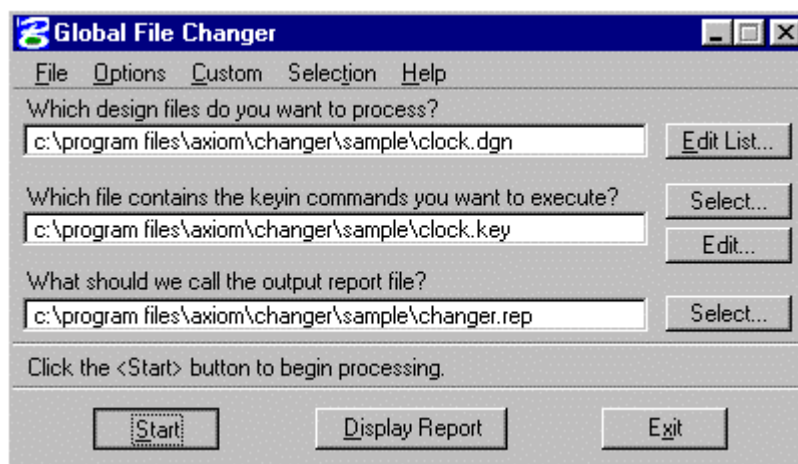 Global File Changer
File Options Custom Selection Help
Which design files do you want to process?
c:\program files\axiom\changer\sample\clock.dgn
Edit List...
Which file contains the keyin commands you want to execute?
Select...
c:\program files\axiom\changer\sample\clock.key
Edit...
What should we call the output report file?
c:\program files\axiom\changer\sample\changer.rep
Select...
Click the <Start> button to begin processing.
Start Display Report Exit